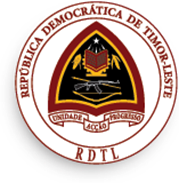 REPÚBLICA DEMOCRÁTICA DE TIMOR-LESTE
UNIDADE ACÇÃO PROGRESSO
RDTL